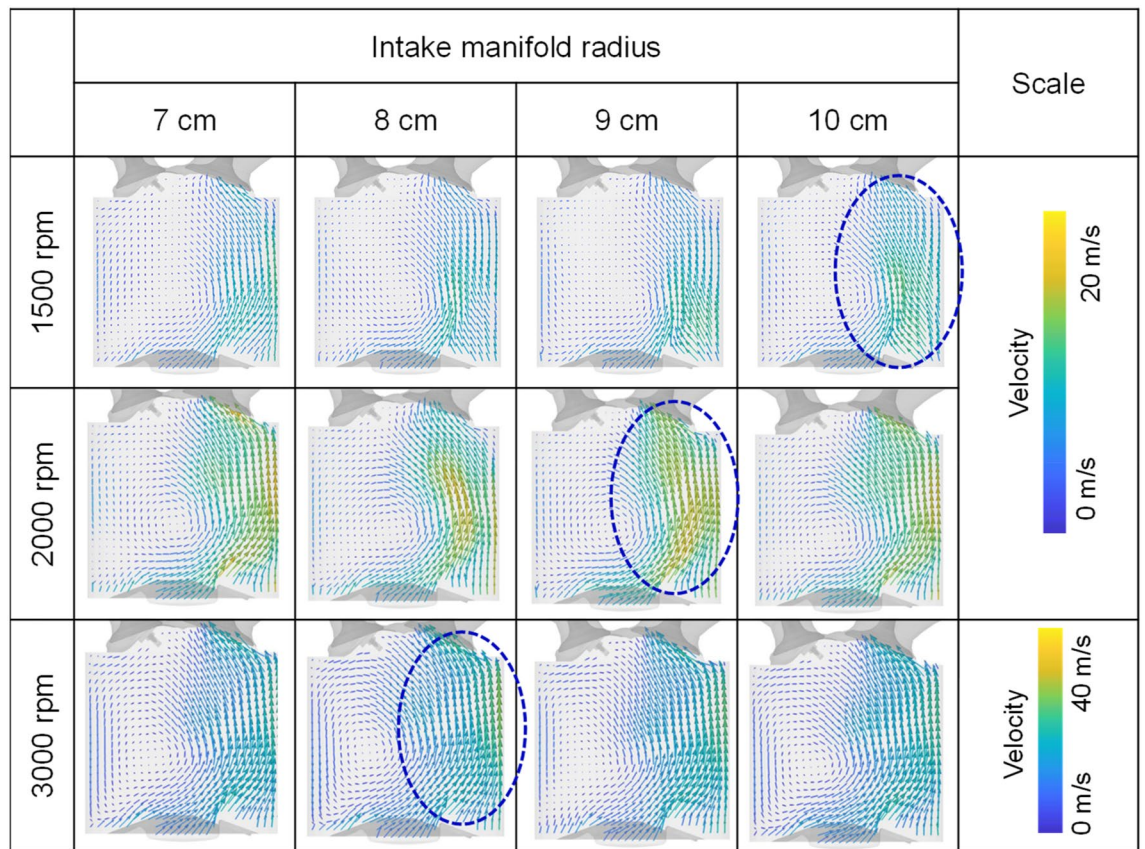 Intake manifold radius
Scale
7 cm
8 cm
9 cm
10 cm
1500 rpm
2000 rpm
3000 rpm
Velocity
0 m/s
20 m/s
Velocity
0 m/s
40 m/s